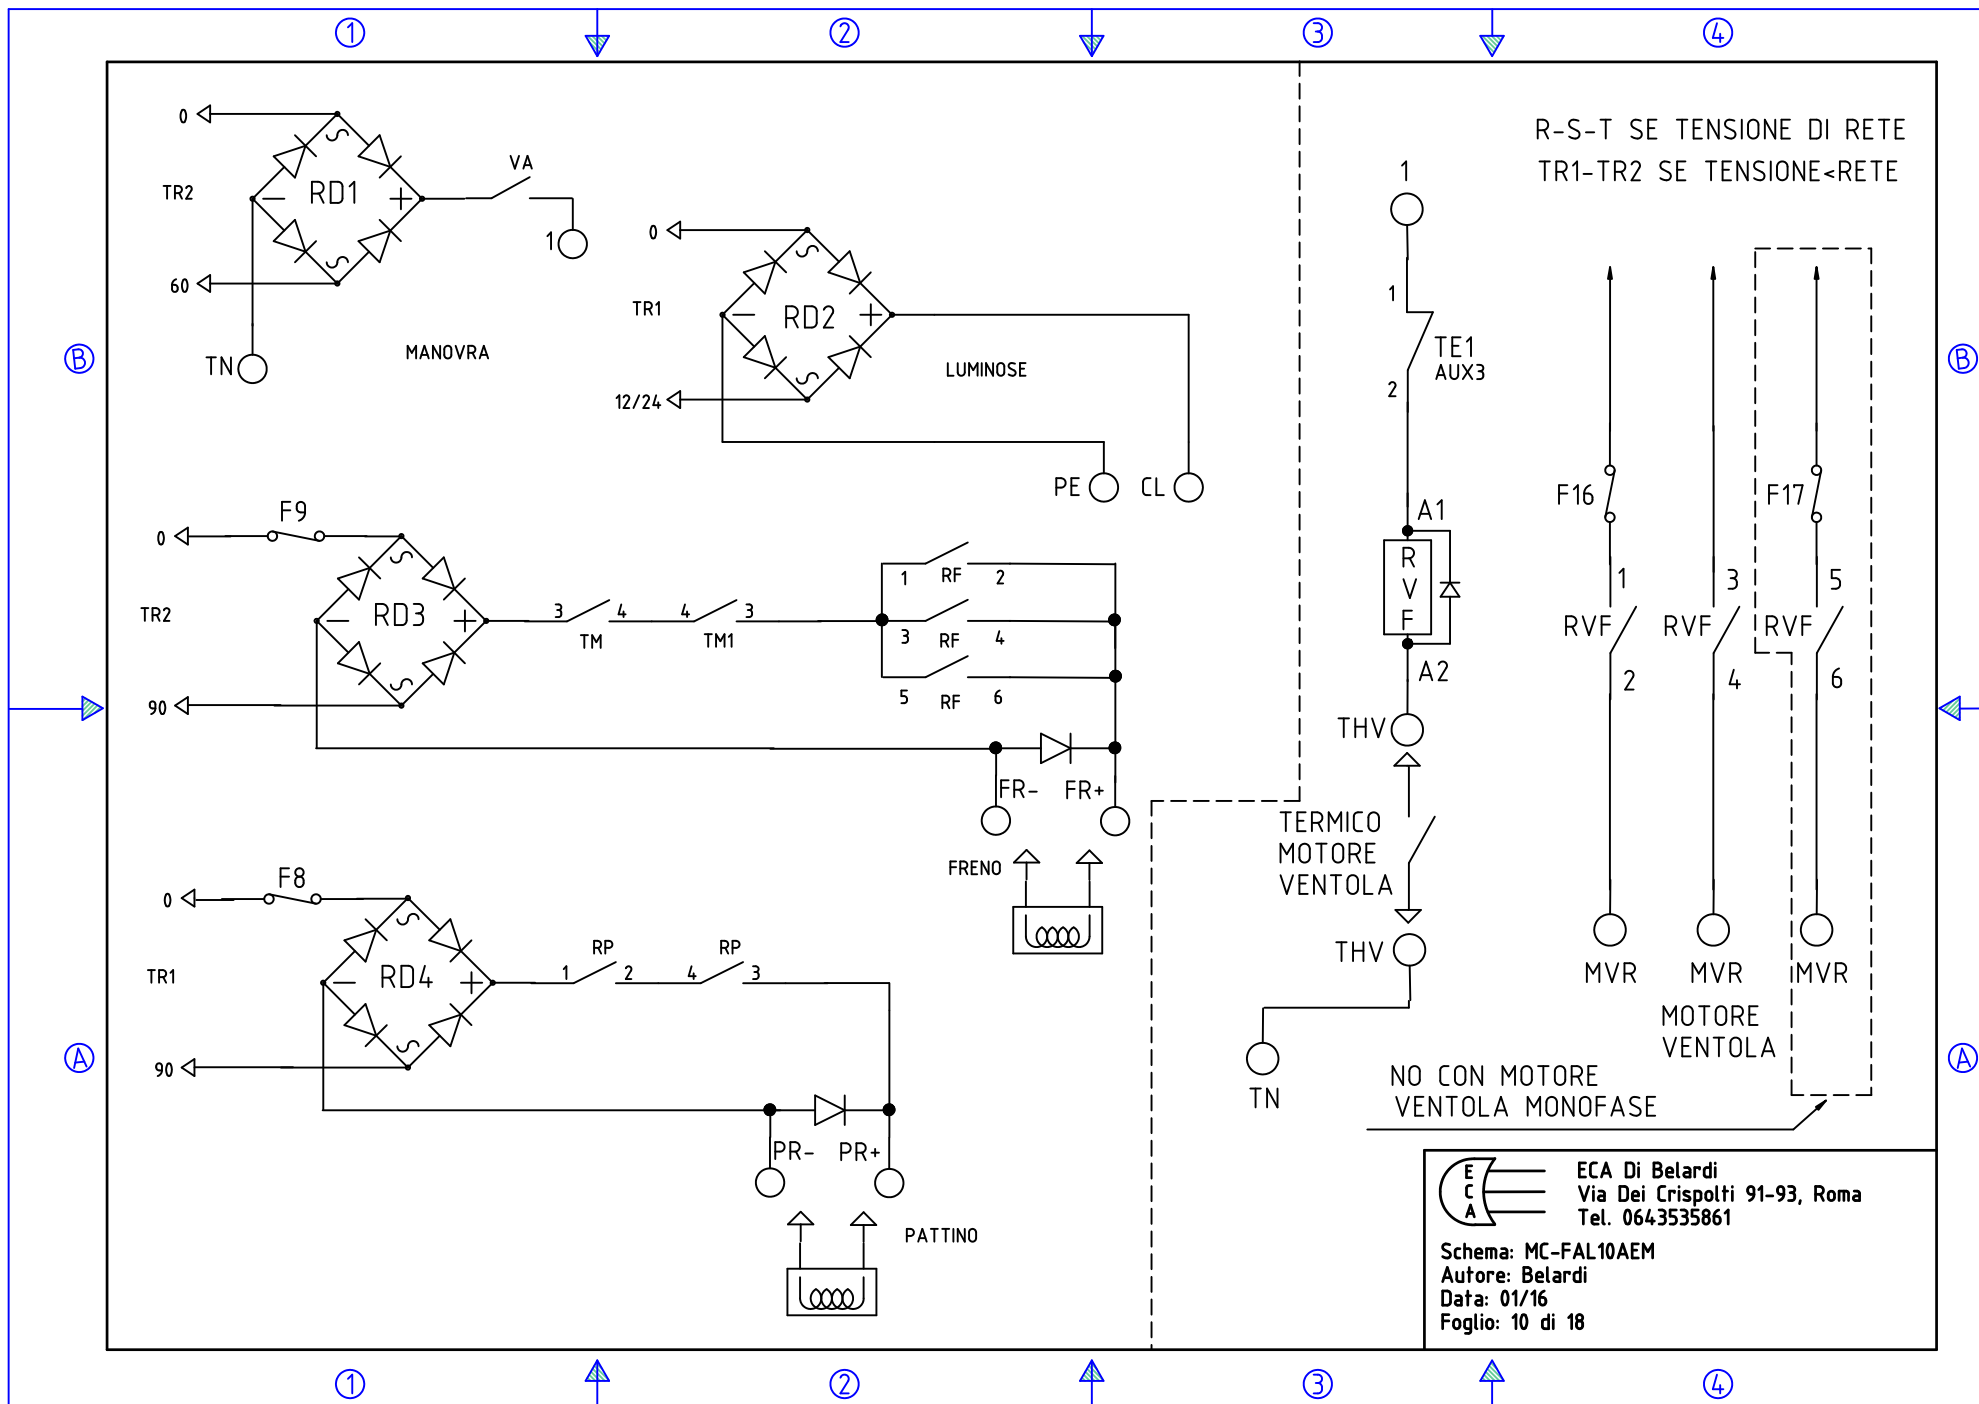 1 2 3 4
0
TR2
RD1
VA
1
60
TN
MANOVRA
0
TR1
RD2
12/24
LUMINOSE
PE CL
B B
F9
0
TR2
RD3
90
3 4
TM
4 3
TM1
1 RF 2
3 RF 4
5 RF 6
FR- FR+
FRENO
F8
0
TR1
RD4
90
RP
1 2
RP
4 3
PR- PR+
PATTINO
A A
1
1
TE1
AUX3
2
A1
R
V
F
A2
THV
TERMICO
MOTORE
VENTOLA
THV
TN
R-S-T SE TENSIONE DI RETE
TR1-TR2 SE TENSIONE<RETE
F16 F17
1 3 5
RVF RVF RVF
2 4 6
MVR MVR MVR
MOTORE
VENTOLA
NO CON MOTORE
VENTOLA MONOFASE
E
C
A
ECA Di Belardi
Via Dei Crispolti 91-93, Roma
Tel. 0643535861
Schema: MC-FAL10AEM
Autore: Belardi
Data: 01/16
Foglio: 10 di 18
1 2 3 4